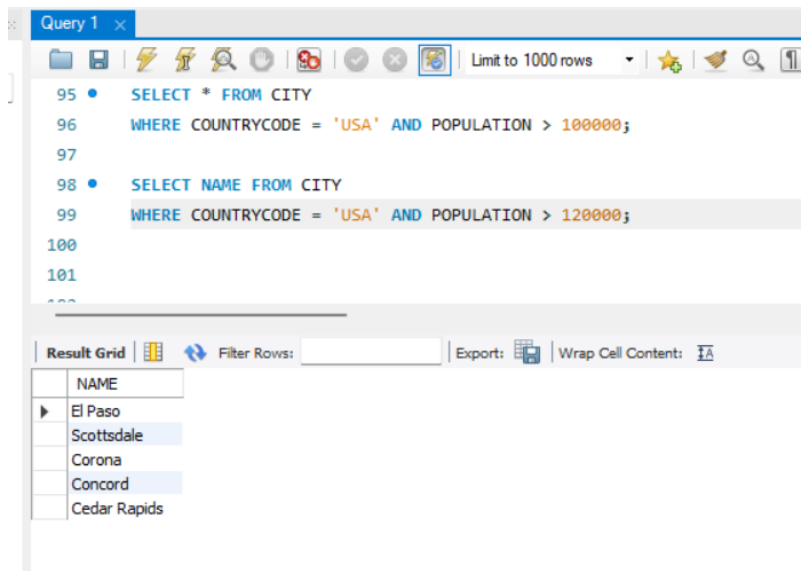 Query 1
Limit to 1000 rows
95 SELECT * FROM CITY
96 WHERE COUNTRYCODE = 'USA' AND POPULATION > 100000;
97
98 SELECT NAME FROM CITY
99 WHERE COUNTRYCODE = 'USA' AND POPULATION > 120000;
100
101
Result Grid Filter Rows: Export: Wrap Cell Content:
NAME
El Paso
Scottsdale
Corona
Concord
Cedar Rapids